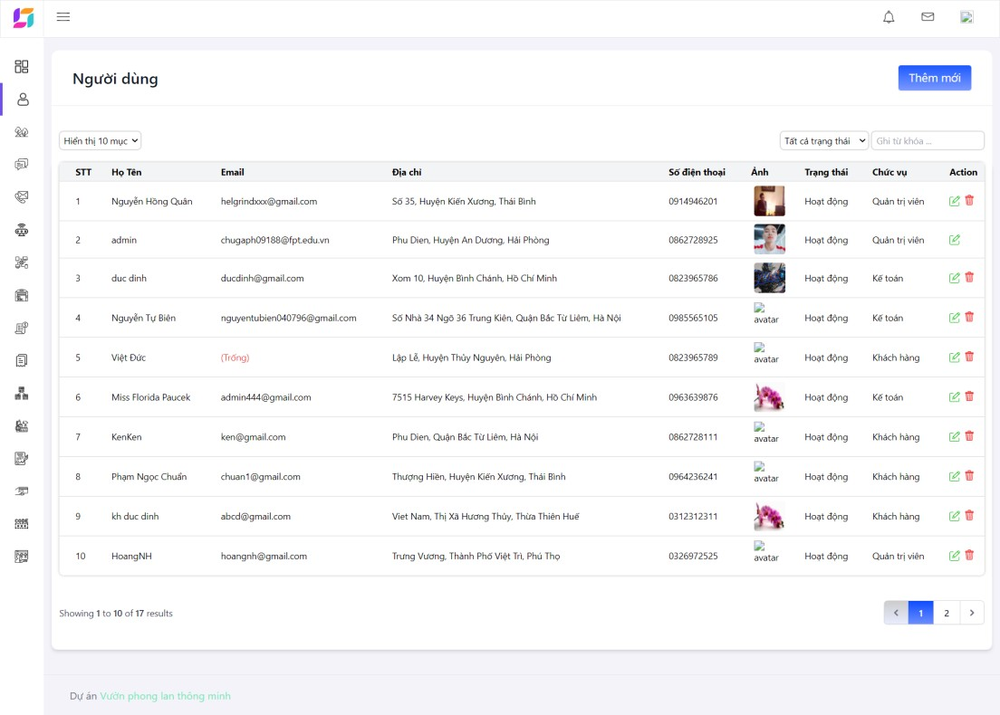 Người dùng
Thêm mới
Hiển thị 10 mục
Tất cả trạng thái
Ghi từ khóa ...
STT Họ Tên Email Địa chỉ Số điện thoại Ảnh Trạng thái Chức vụ Action
1 Nguyễn Hồng Quân helgrindxxx@gmail.com Số 35, Huyện Kiến Xương, Thái Bình 0914946201 Hoạt động Quản trị viên
2 admin chugaph09188@fpt.edu.vn Phu Dien, Huyện An Dương, Hải Phòng 0862728925 Hoạt động Quản trị viên
3 duc dinh ducdinh@gmail.com Xom 10, Huyện Bình Chánh, Hồ Chí Minh 0823965786 Hoạt động Kế toán
4 Nguyễn Tự Biên nguyentubien040796@gmail.com Số Nhà 34 Ngõ 36 Trung Kiên, Quận Bắc Từ Liêm, Hà Nội 0985565105 avatar Hoạt động Kế toán
5 Việt Đức (Trống) Lập Lễ, Huyện Thủy Nguyên, Hải Phòng 0823965789 avatar Hoạt động Khách hàng
6 Miss Florida Paucek admin444@gmail.com 7515 Harvey Keys, Huyện Bình Chánh, Hồ Chí Minh 0963639876 Hoạt động Kế toán
7 KenKen ken@gmail.com Phu Dien, Quận Bắc Từ Liêm, Hà Nội 0862728111 avatar Hoạt động Khách hàng
8 Phạm Ngọc Chuẩn chuan1@gmail.com Thượng Hiền, Huyện Kiến Xương, Thái Bình 0964236241 avatar Hoạt động Khách hàng
9 kh duc dinh abcd@gmail.com Viet Nam, Thị Xã Hương Thủy, Thừa Thiên Huế 0312312311 Hoạt động Khách hàng
10 HoangNH hoangnh@gmail.com Trưng Vương, Thành Phố Việt Trì, Phú Thọ 0326972525 avatar Hoạt động Quản trị viên
Showing 1 to 10 of 17 results
1 2
Dự án Vườn phong lan thông minh